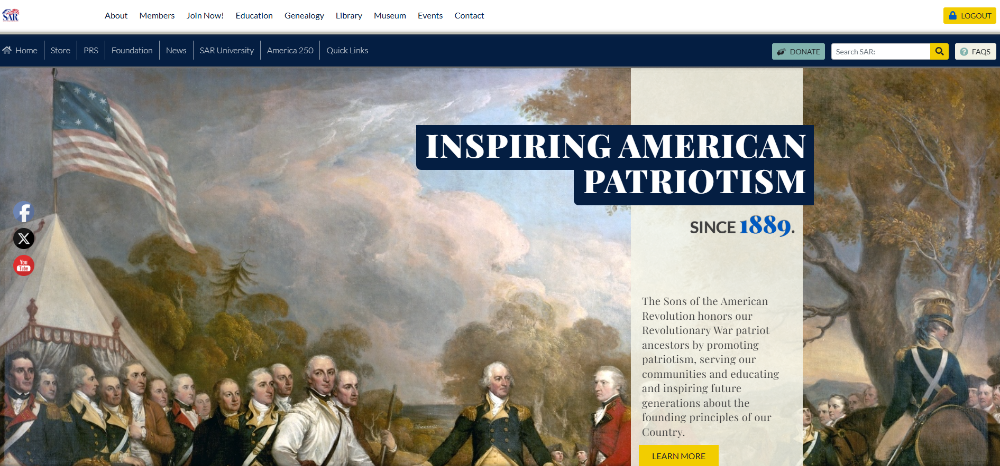 SAR
About Members Join Now! Education Genealogy Library Museum Events Contact
LOGOUT
Home Store PRS Foundation News SAR University America 250 Quick Links
DONATE Search SAR: FAQS
INSPIRING AMERICAN
PATRIOTISM
SINCE 1889.
You
Tube
The Sons of the American
Revolution honors our
Revolutionary War patriot
ancestors by promoting
patriotism, serving our
communities and educating
and inspiring future
generations about the
founding principles of our
Country.
LEARN MORE